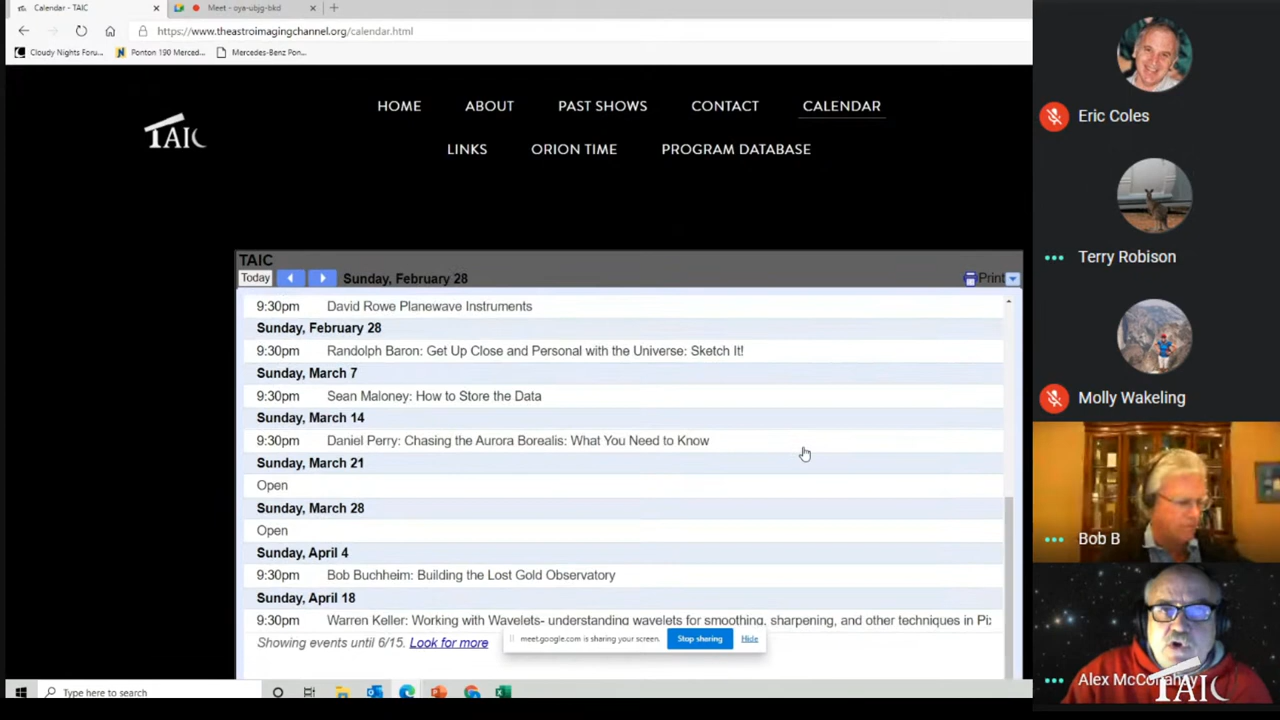 Calendar - TAIC
Meet - oya-ubjg-bkd
https://www.theastroimagingchannel.org/calendar.html
Cloudy Nights Foru...
Ponton 190 Merced...
Mercedes-Benz Pon...
HOME ABOUT PAST SHOWS CONTACT CALENDAR
TAIC
LINKS ORION TIME PROGRAM DATABASE
TAIC
Today Sunday, February 28 Print
9:30pm David Rowe Planewave Instruments
Sunday, February 28
9:30pm Randolph Baron: Get Up Close and Personal with the Universe: Sketch It!
Sunday, March 7
9:30pm Sean Maloney: How to Store the Data
Sunday, March 14
9:30pm Daniel Perry: Chasing the Aurora Borealis: What You Need to Know
Sunday, March 21
Open
Sunday, March 28
Open
Sunday, April 4
9:30pm Bob Buchheim: Building the Lost Gold Observatory
Sunday, April 18
9:30pm Warren Keller: Working with Wavelets- understanding wavelets for smoothing, sharpening, and other techniques in Pi
Showing events until 6/15. Look for more
meet.google.com is sharing your screen. Stop sharing Hide
Type here to search
Eric Coles
Terry Robison
Molly Wakeling
Bob B
Alex McConahay
TAIC